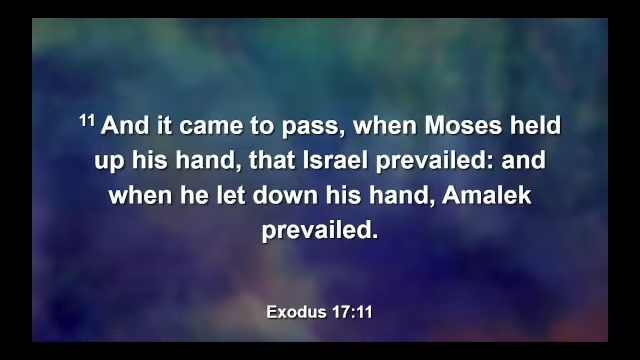 11 And it came to pass, when Moses held
up his hand, that Israel prevailed: and
when he let down his hand, Amalek
prevailed.
Exodus 17:11